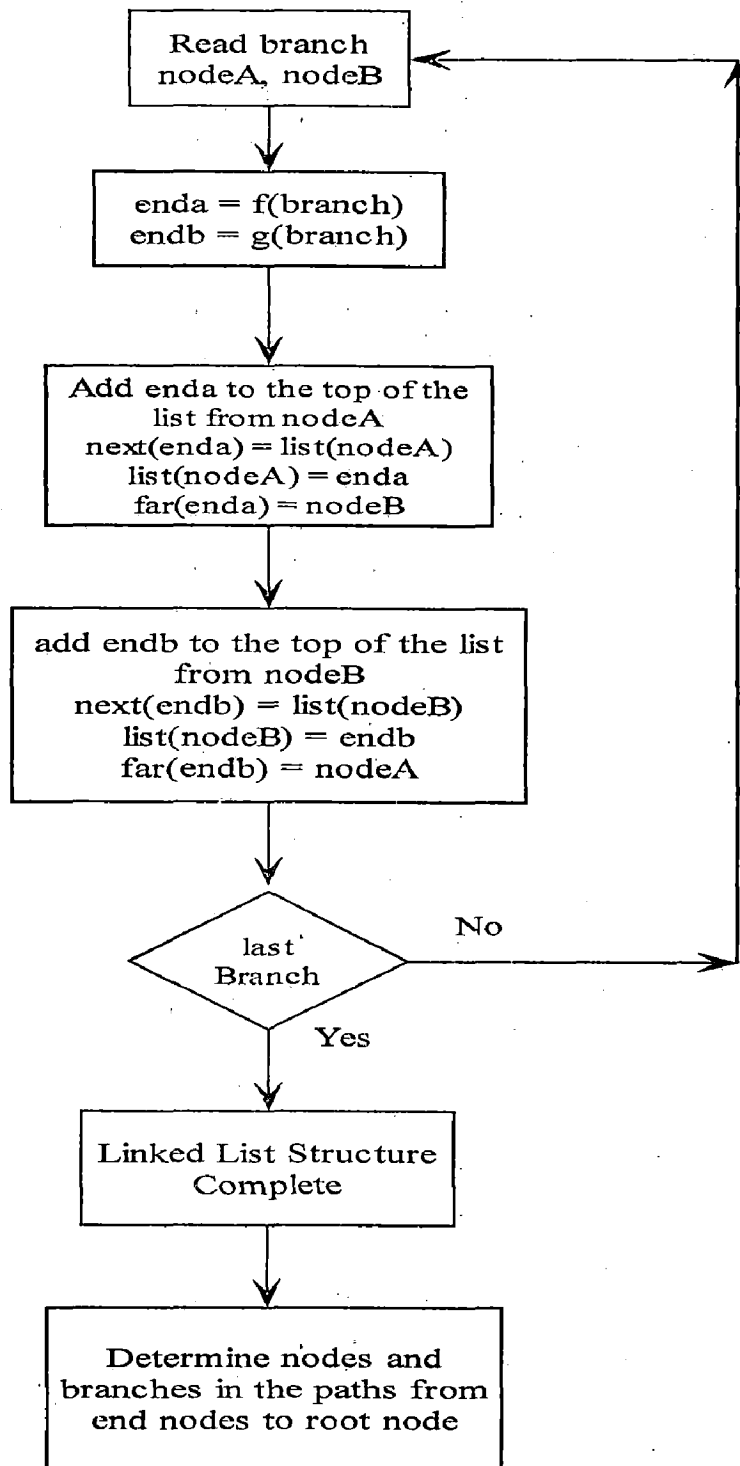 Read branch
nodeA, nodeB
enda = f(branch)
endb = g(branch)
Add enda to the top of the
list from nodeA
next(enda) = list(nodeA)
list(nodeA) = enda
far(enda) = nodeB
add endb to the top of the list
from nodeB
next(endb) = list(nodeB)
list(nodeB) = endb
far(endb) = nodeA
last
Branch
No
Yes
Linked List Structure
Complete
Determine nodes and
branches in the paths from
end nodes to root node